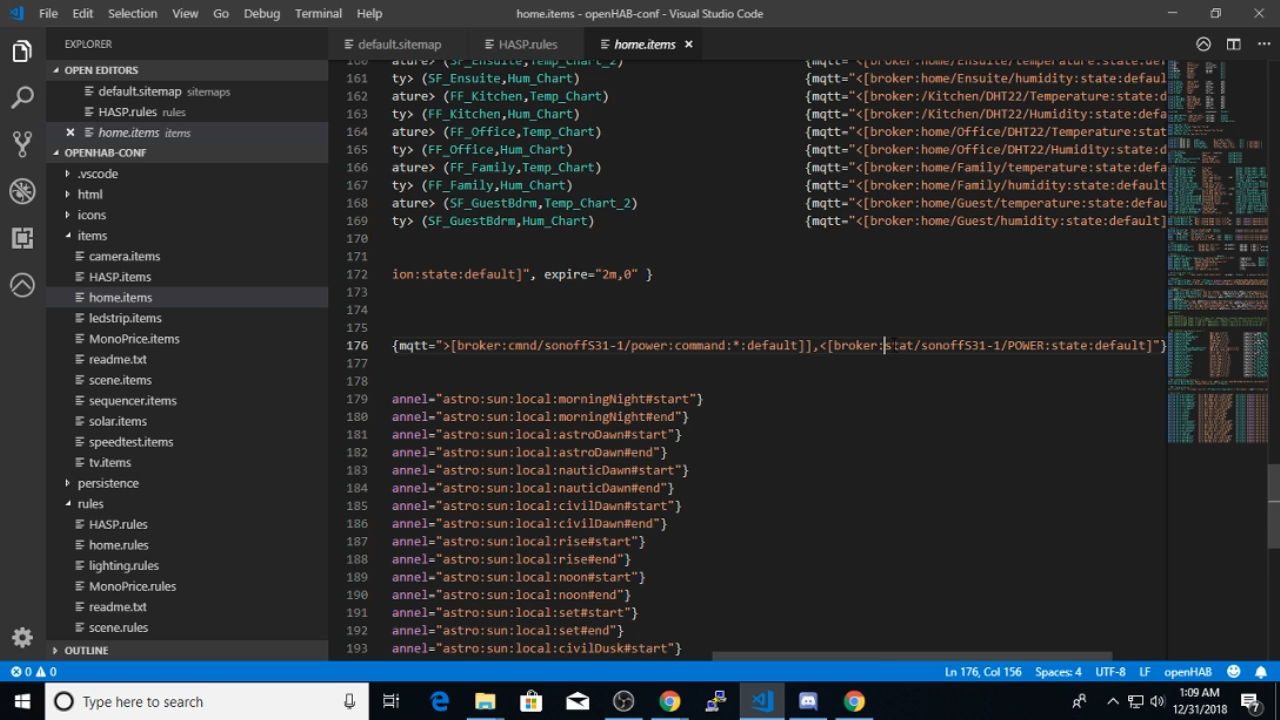 File Edit Selection View Go Debug Terminal Help home.items - openHAB-conf - Visual Studio Code
EXPLORER
OPEN EDITORS
default.sitemap sitemaps
HASP.rules rules
home.items items
OPENHAB-CONF
.vscode
html
icons
items
camera.items
HASP.items
home.items
ledstrip.items
MonoPrice.items
readme.txt
scene.items
sequencer.items
solar.items
speedtest.items
tv.items
persistence
rules
HASP.rules
home.rules
lighting.rules
MonoPrice.rules
readme.txt
scene.rules
OUTLINE
default.sitemap HASP.rules home.items
160 ature> (SF_Ensuite,Temp_Chart_2) {mqtt="<[broker:home/Ensuite/temperature:state:defa
161 ty> (SF_Ensuite,Hum_Chart) {mqtt="<[broker:home/Ensuite/humidity:state:defaul
162 ature> (FF_Kitchen,Temp_Chart) {mqtt="<[broker:/Kitchen/DHT22/Temperature:state:d
163 ty> (FF_Kitchen,Hum_Chart) {mqtt="<[broker:/Kitchen/DHT22/Humidity:state:defa
164 ature> (FF_Office,Temp_Chart) {mqtt="<[broker:home/Office/DHT22/Temperature:stat
165 ty> (FF_Office,Hum_Chart) {mqtt="<[broker:home/Office/DHT22/Humidity:state:d
166 ature> (FF_Family,Temp_Chart) {mqtt="<[broker:home/Family/temperature:state:defa
167 ty> (FF_Family,Hum_Chart) {mqtt="<[broker:home/Family/humidity:state:default
168 ature> (SF_GuestBdrm,Temp_Chart_2) {mqtt="<[broker:home/Guest/temperature:state:defau
169 ty> (SF_GuestBdrm,Hum_Chart) {mqtt="<[broker:home/Guest/humidity:state:default]
170
171
172 ion:state:default]", expire="2m,0" }
173
174
175
176 {mqtt=">[broker:cmnd/sonoffS31-1/power:command:*:default]],<[broker:stat/sonoffS31-1/POWER:state:default]"}
177
178
179 annel="astro:sun:local:morningNight#start"}
180 annel="astro:sun:local:morningNight#end"}
181 annel="astro:sun:local:astroDawn#start"}
182 annel="astro:sun:local:astroDawn#end"}
183 annel="astro:sun:local:nauticDawn#start"}
184 annel="astro:sun:local:nauticDawn#end"}
185 annel="astro:sun:local:civilDawn#start"}
186 annel="astro:sun:local:civilDawn#end"}
187 annel="astro:sun:local:rise#start"}
188 annel="astro:sun:local:rise#end"}
189 annel="astro:sun:local:noon#start"}
190 annel="astro:sun:local:noon#end"}
191 annel="astro:sun:local:set#start"}
192 annel="astro:sun:local:set#end"}
193 annel="astro:sun:local:civilDusk#start"}
0 0 Ln 176, Col 156 Spaces: 4 UTF-8 LF openHAB
Type here to search 1:09 AM
12/31/2018 7